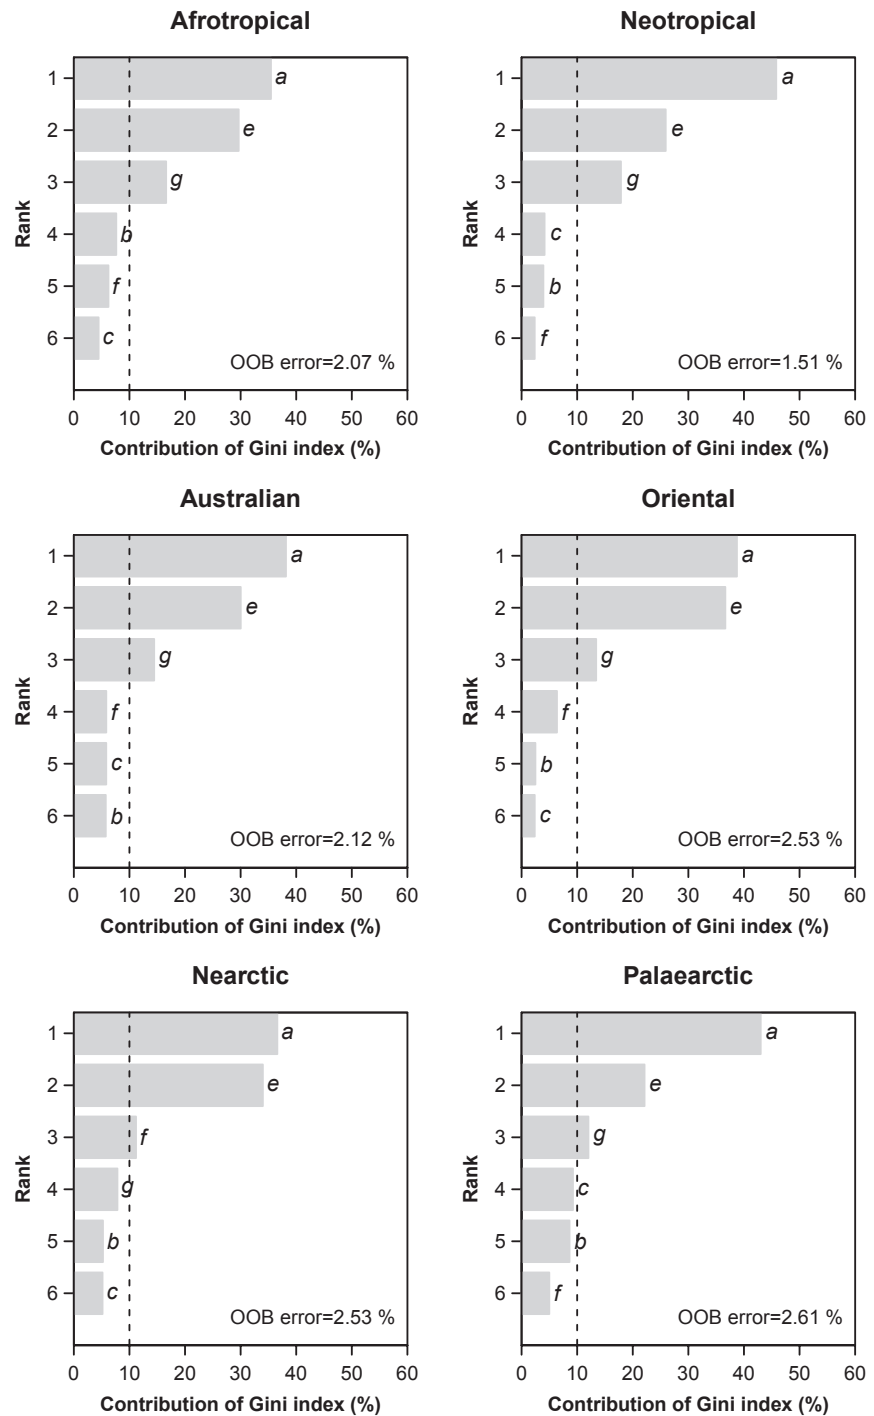 Afrotropical
Rank
1 a
2 e
3 g
4 b
5 f
6 c
OOB error=2.07 %
0 10 20 30 40 50 60
Contribution of Gini index (%)
Neotropical
Rank
1 a
2 e
3 g
4 c
5 b
6 f
OOB error=1.51 %
0 10 20 30 40 50 60
Contribution of Gini index (%)
Australian
Rank
1 a
2 e
3 g
4 f
5 c
6 b
OOB error=2.12 %
0 10 20 30 40 50 60
Contribution of Gini index (%)
Oriental
Rank
1 a
2 e
3 g
4 f
5 b
6 c
OOB error=2.53 %
0 10 20 30 40 50 60
Contribution of Gini index (%)
Nearctic
Rank
1 a
2 e
3 f
4 g
5 b
6 c
OOB error=2.53 %
0 10 20 30 40 50 60
Contribution of Gini index (%)
Palaearctic
Rank
1 a
2 e
3 g
4 c
5 b
6 f
OOB error=2.61 %
0 10 20 30 40 50 60
Contribution of Gini index (%)